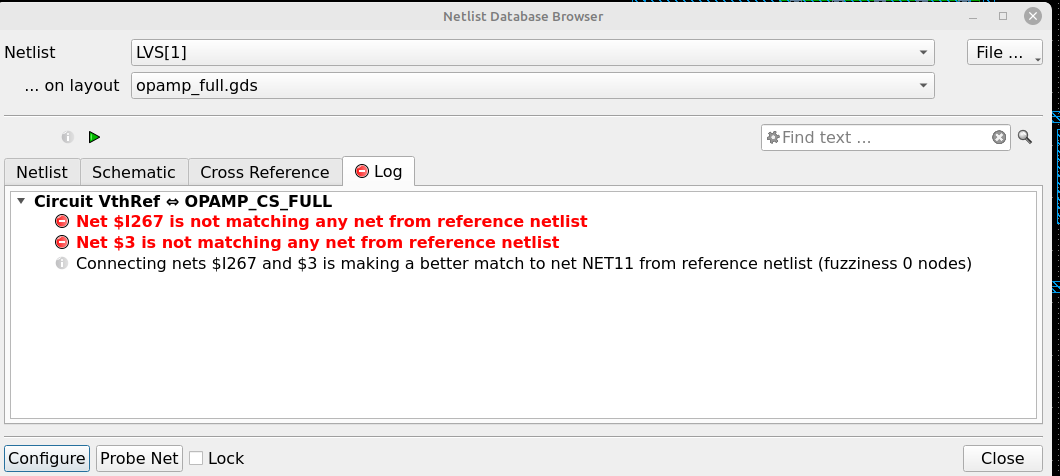 Netlist Database Browser
Netlist LVS[1] File ...
... on layout opamp_full.gds
Find text ...
Netlist Schematic Cross Reference Log
Circuit VthRef ⇔ OPAMP_CS_FULL
Net $I267 is not matching any net from reference netlist
Net $3 is not matching any net from reference netlist
Connecting nets $I267 and $3 is making a better match to net NET11 from reference netlist (fuzziness 0 nodes)
Configure Probe Net Lock Close